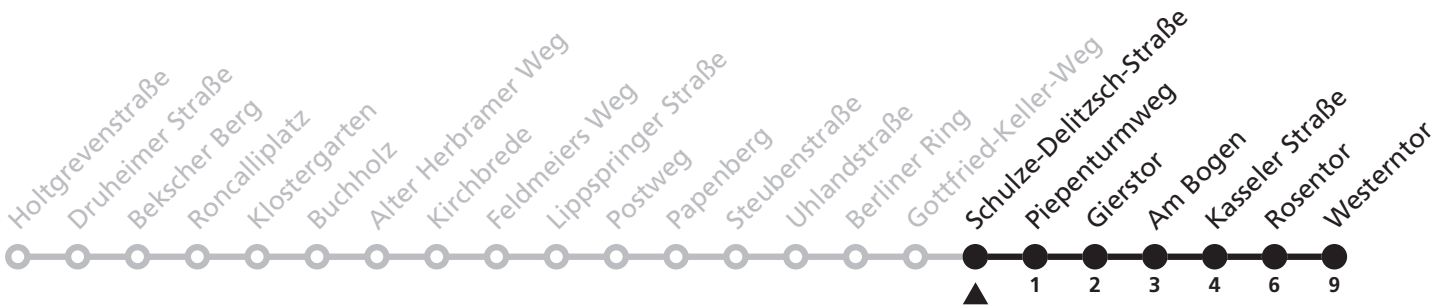 Holtgrevenstraße
Druheimer Straße
Bekscher Berg
Roncalliplatz
Klostergarten
Buchholz
Alter Herbramer Weg
Kirchbrede
Feldmeiers Weg
Lippspringer Straße
Postweg
Papenberg
Steubenstraße
Uhlandstraße
Berliner Ring
Gottfried-Keller-Weg
Schulze-Delitzsch-Straße
Piepenturmweg
Gierstor
Am Bogen
Kasseler Straße
Rosentor
Westerntor
1 2 3 4 6 9